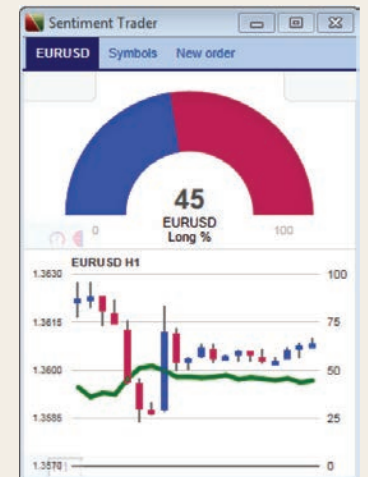 Sentiment Trader
EURUSD Symbols New order
45
0 EURUSD 100
Long %
EURUSD H1
1.3630 100
1.3615 75
1.3600 50
1.3585 25
1.3570 0